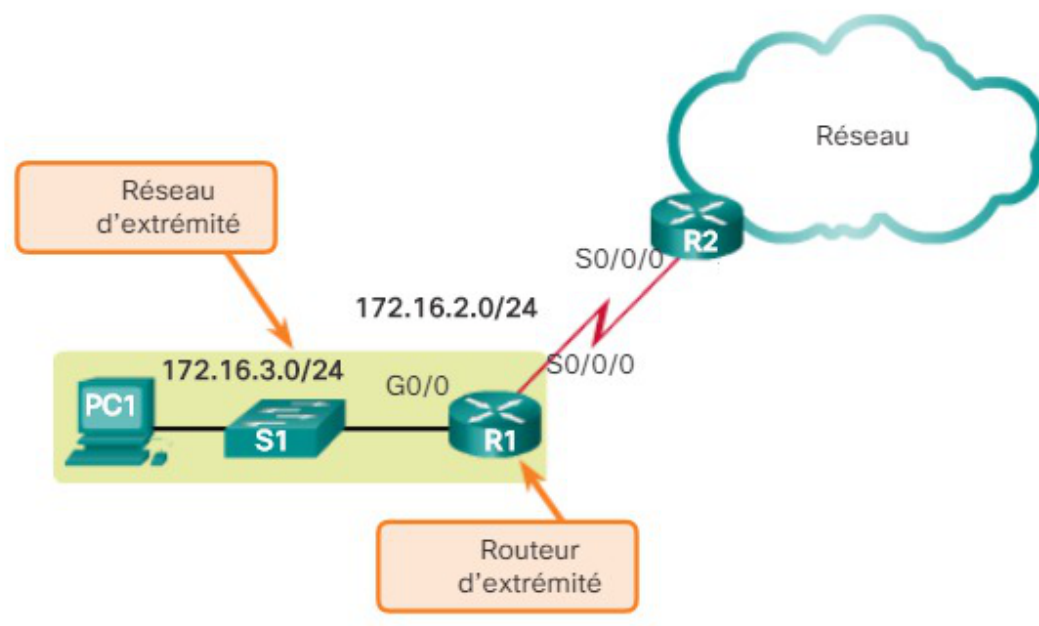 Réseau
Réseau
d'extrémité
R2
S0/0/0
172.16.2.0/24
172.16.3.0/24
S0/0/0
G0/0
PC1
S1
R1
Routeur
d'extrémité